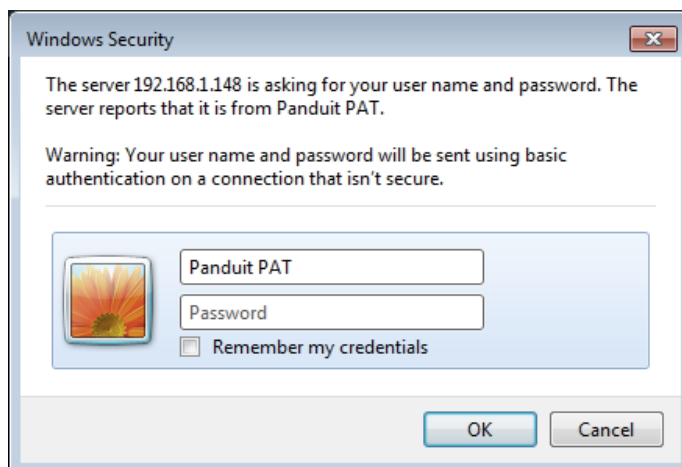 Windows Security
The server 192.168.1.148 is asking for your user name and password. The
server reports that it is from Panduit PAT.
Warning: Your user name and password will be sent using basic
authentication on a connection that isn't secure.
Panduit PAT
Password
Remember my credentials
OK
Cancel